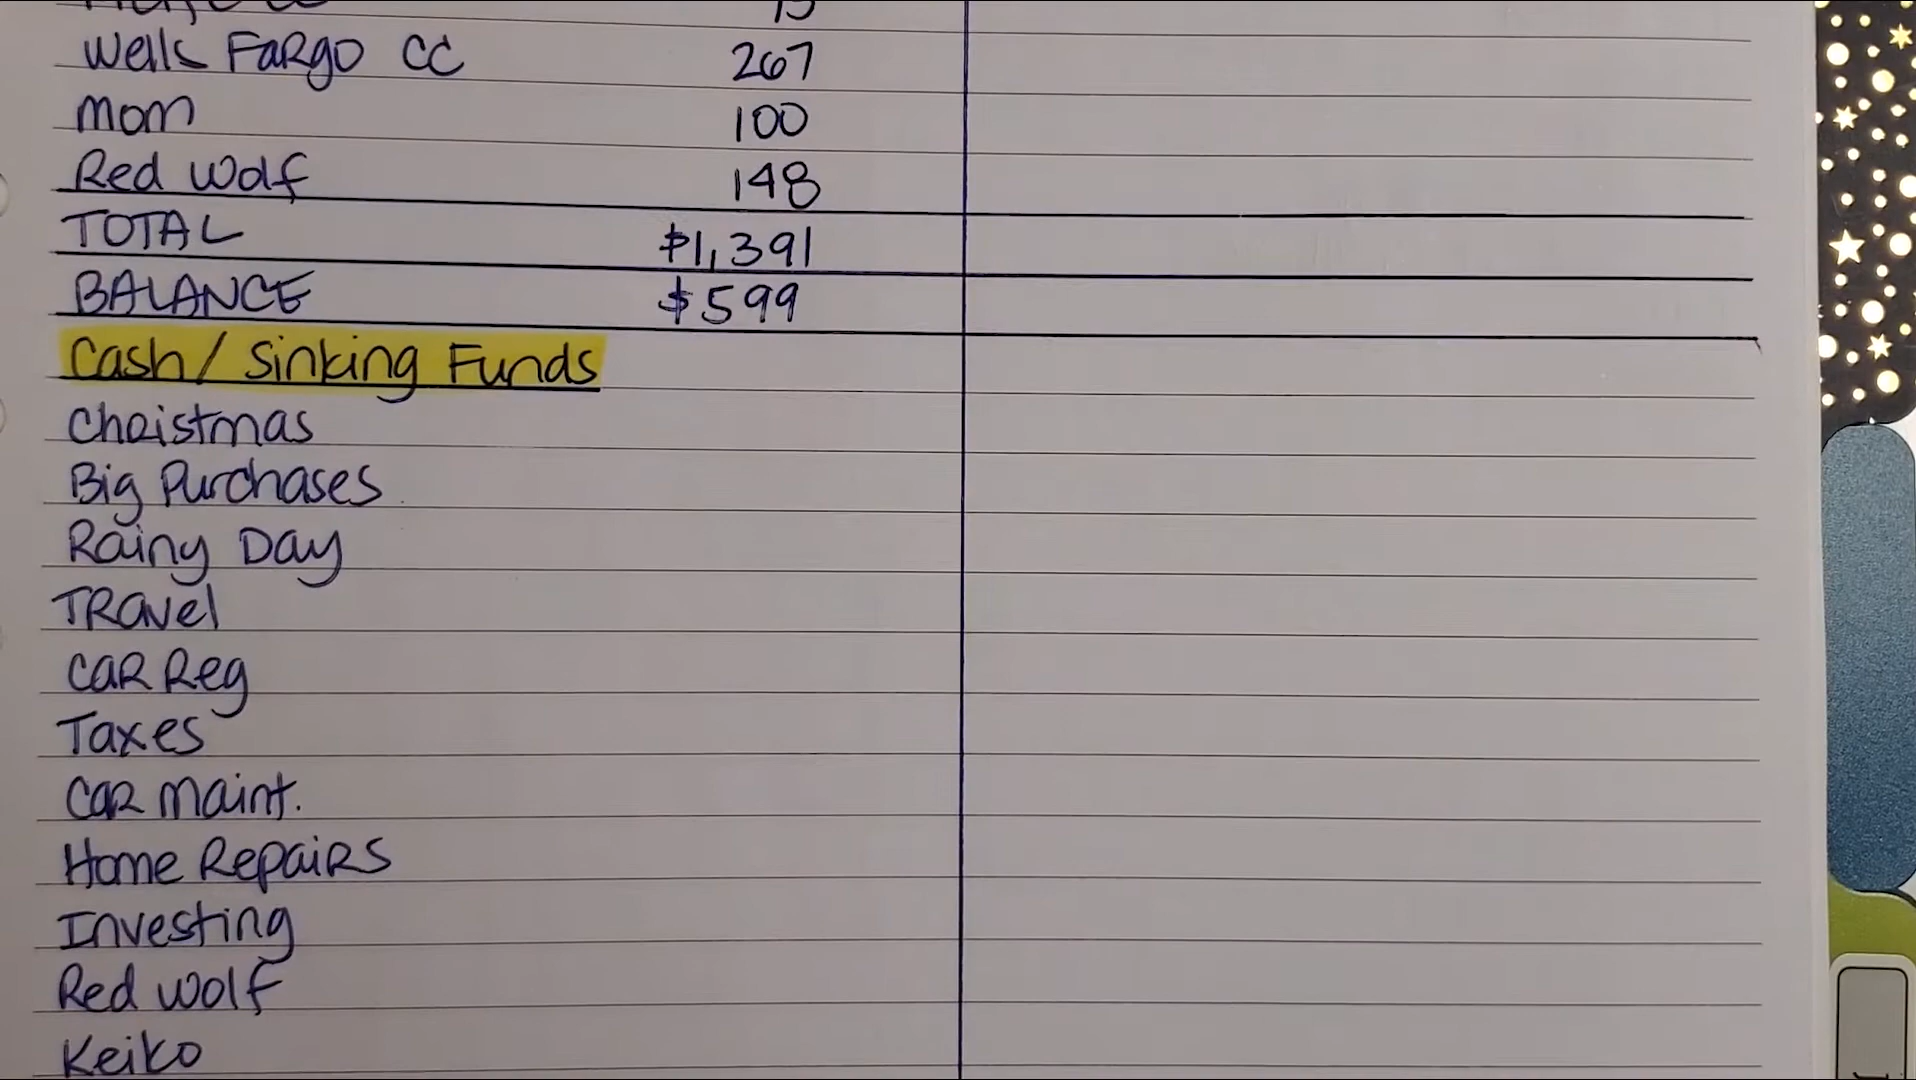 Wells Fargo CC 267
Mom 100
Red Wolf 148
TOTAL $1,391
BALANCE $599
Cash/Sinking Funds
Christmas
Big Purchases
Rainy Day
Travel
Car Reg
Taxes
Car Maint.
Home Repairs
Investing
Red Wolf
Keiko